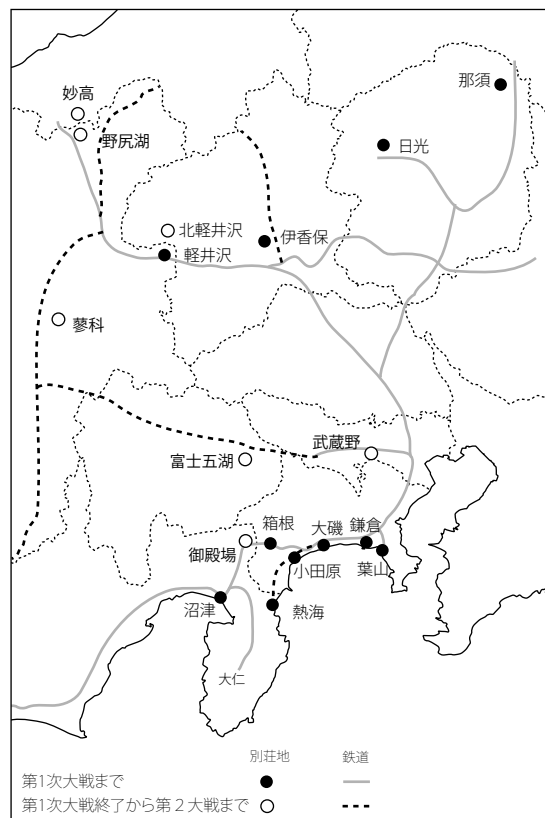 妙高
野尻湖
那須
日光
北軽井沢
伊香保
軽井沢
蓼科
武蔵野
富士五湖
箱根
大磯
鎌倉
御殿場
小田原
葉山
沼津
熱海
大仁
別荘地
鉄道
第1次大戦まで
第1次大戦終了から第2大戦まで